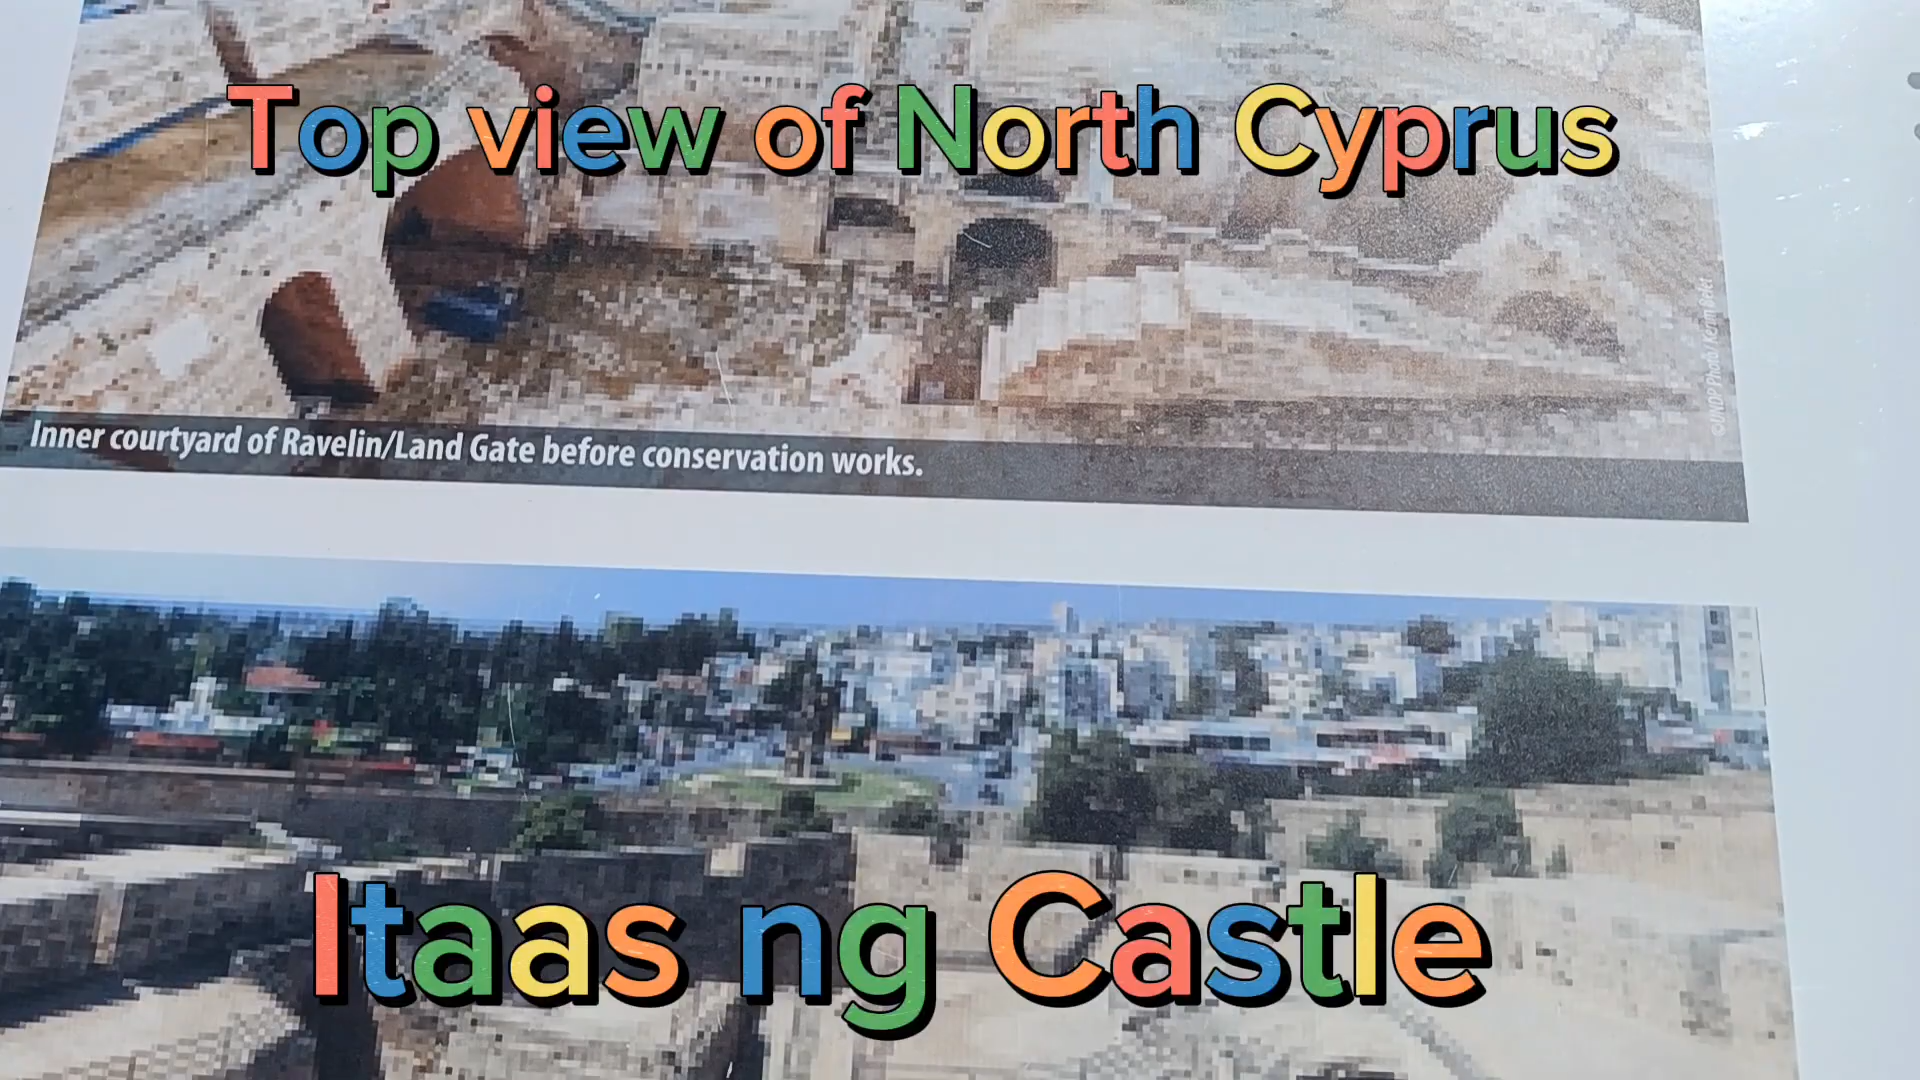 Top view of North Cyprus
Inner courtyard of Ravelin/Land Gate before conservation works.
Itaas ng Castle